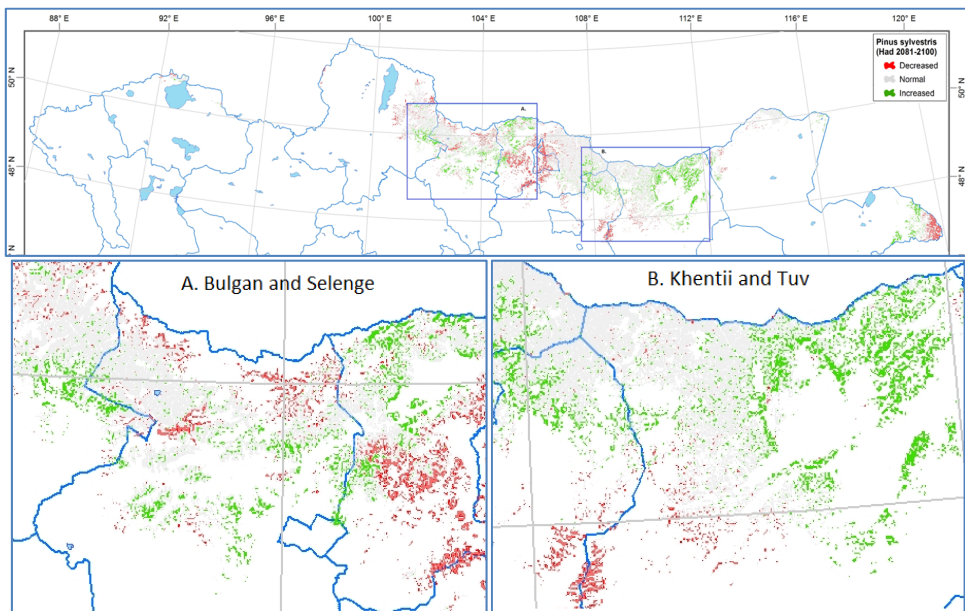 88° E
92° E
96° E
100° E
104° E
108° E
112° E
116° E
120° E
Pinus sylvestris
(Had 2081-2100)
Decreased
Normal
Increased
50° N
50° N
48° N
48° N
A.
B.
A. Bulgan and Selenge
B. Khentii and Tuv